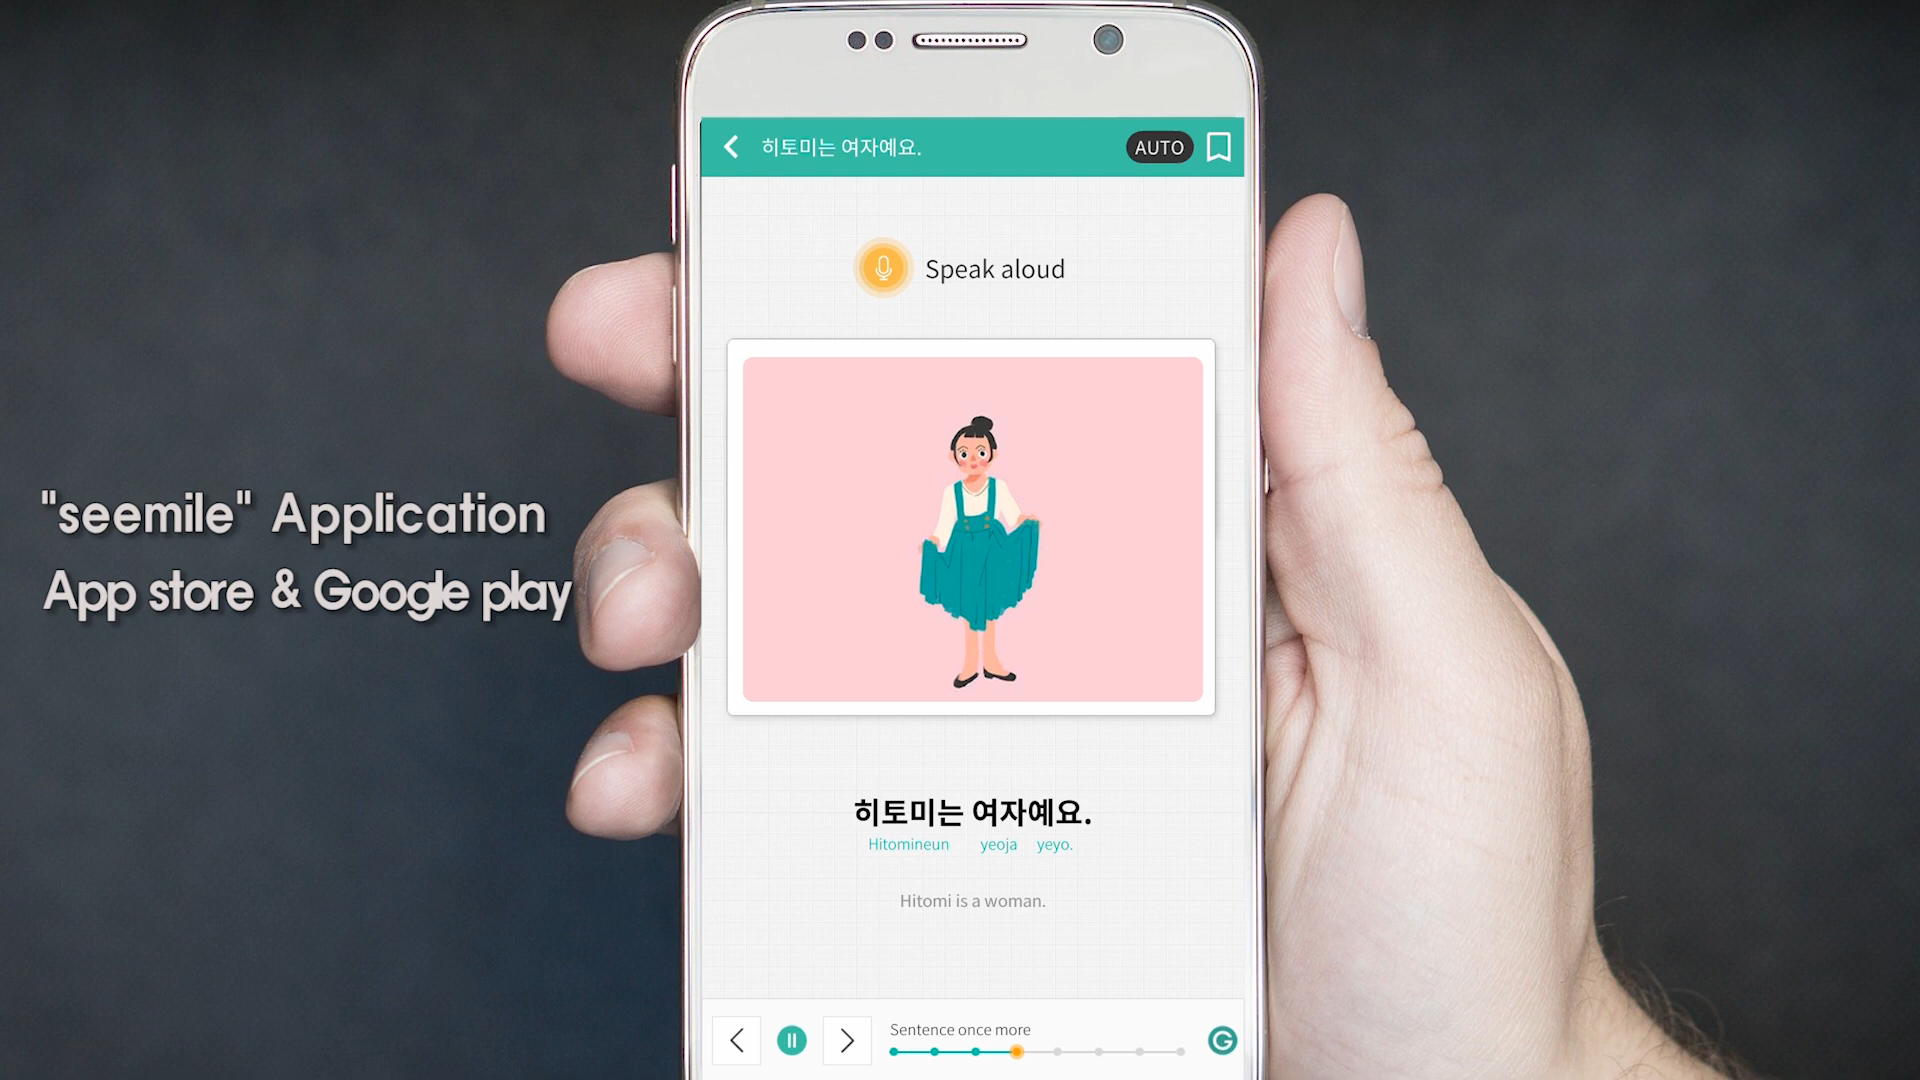 "seemile" Application
App store & Google play
히토미는 여자예요.
AUTO
Speak aloud
히토미는 여자예요.
Hitomineun yeoja yeyo.
Hitomi is a woman.
Sentence once more
G